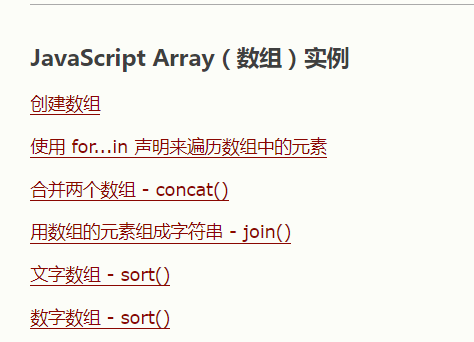 JavaScript Array（数组）实例
创建数组
使用 for...in 声明来遍历数组中的元素
合并两个数组 - concat()
用数组的元素组成字符串 - join()
文字数组 - sort()
数字数组 - sort()